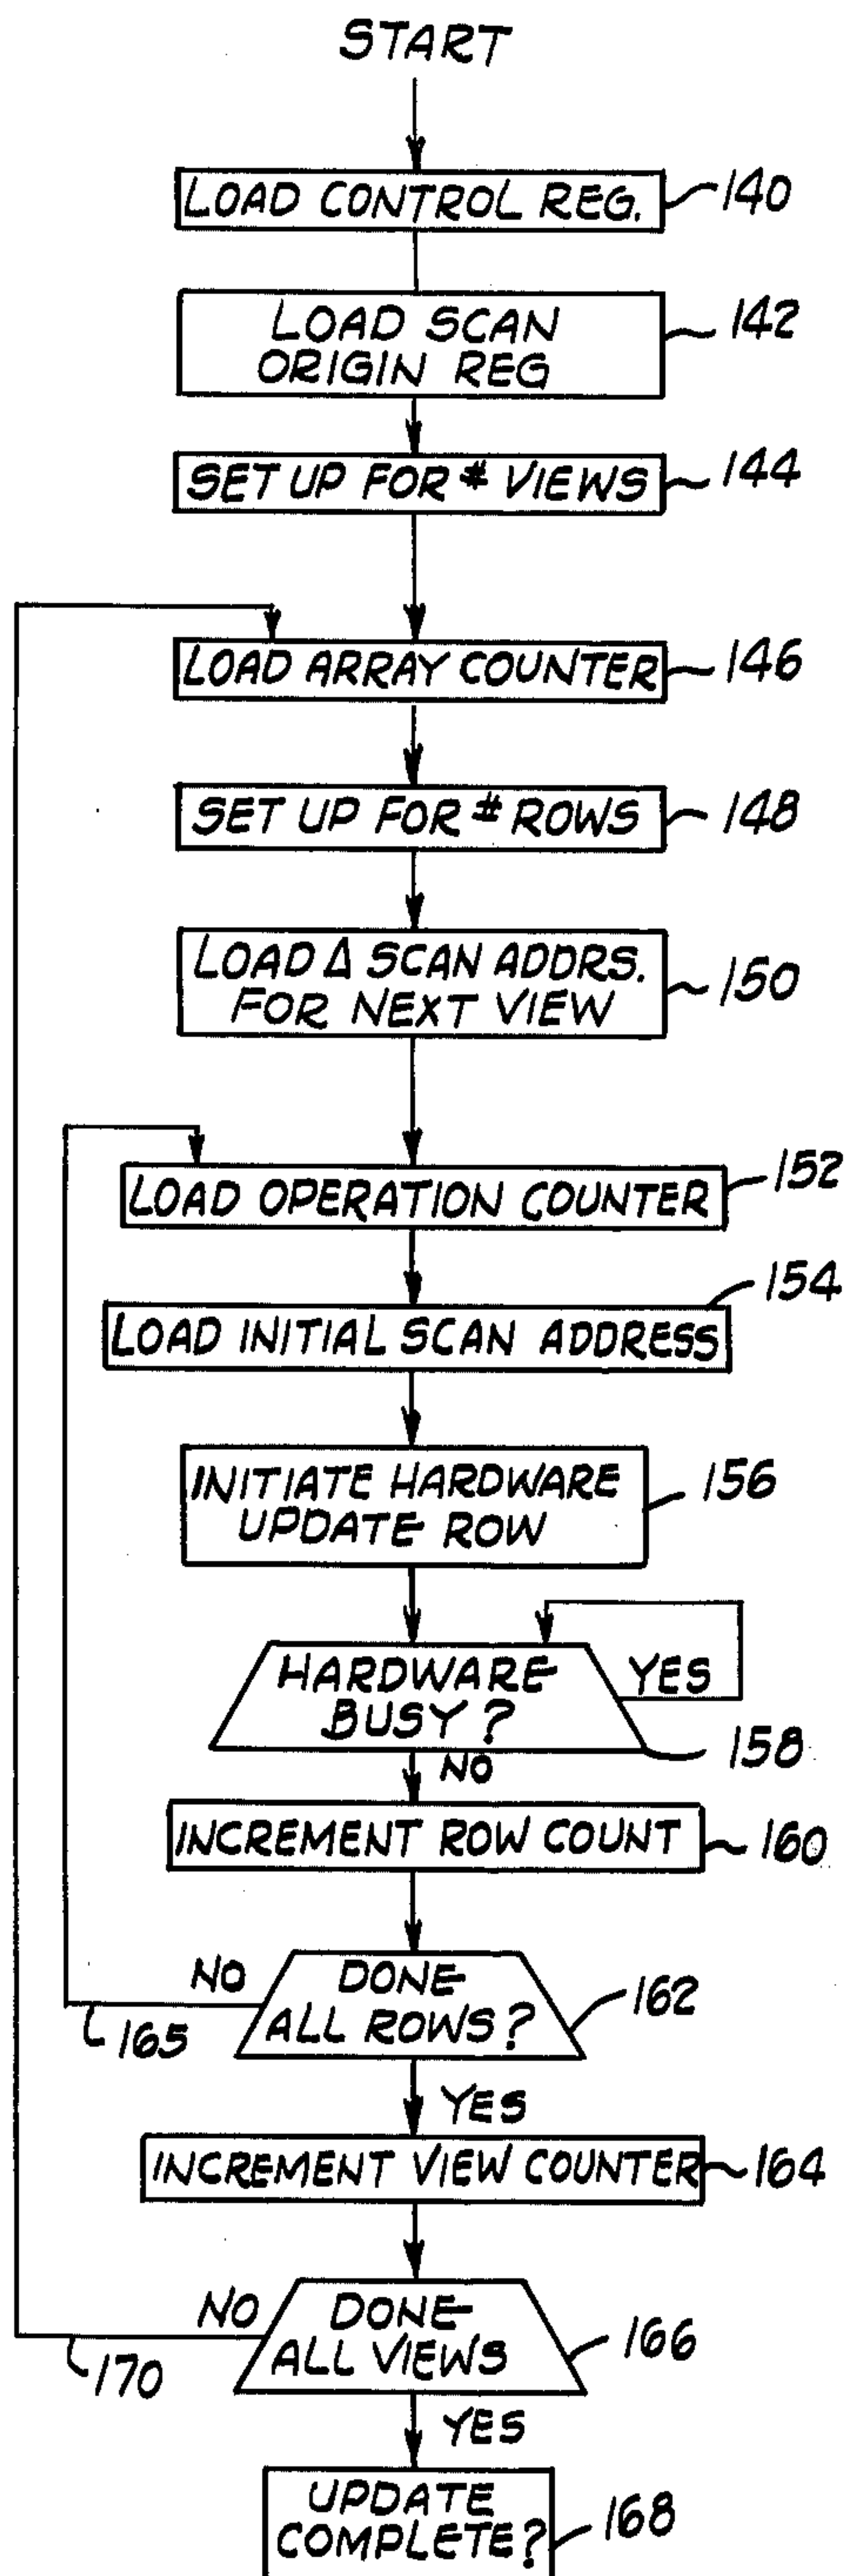 START
LOAD CONTROL REG. 140
LOAD SCAN 142
ORIGIN REG
SET UP FOR # VIEWS 144
LOAD ARRAY COUNTER 146
SET UP FOR # ROWS 148
LOAD Δ SCAN ADDRS.
FOR NEXT VIEW 150
LOAD OPERATION COUNTER 152
154
LOAD INITIAL SCAN ADDRESS
INITIATE HARDWARE 156
UPDATE ROW
HARDWARE YES
BUSY? 158
NO
INCREMENT ROW COUNT 160
NO DONE
ALL ROWS? 162
165
YES
INCREMENT VIEW COUNTER 164
NO DONE
ALL VIEWS 166
170
YES
UPDATE
COMPLETE? 168